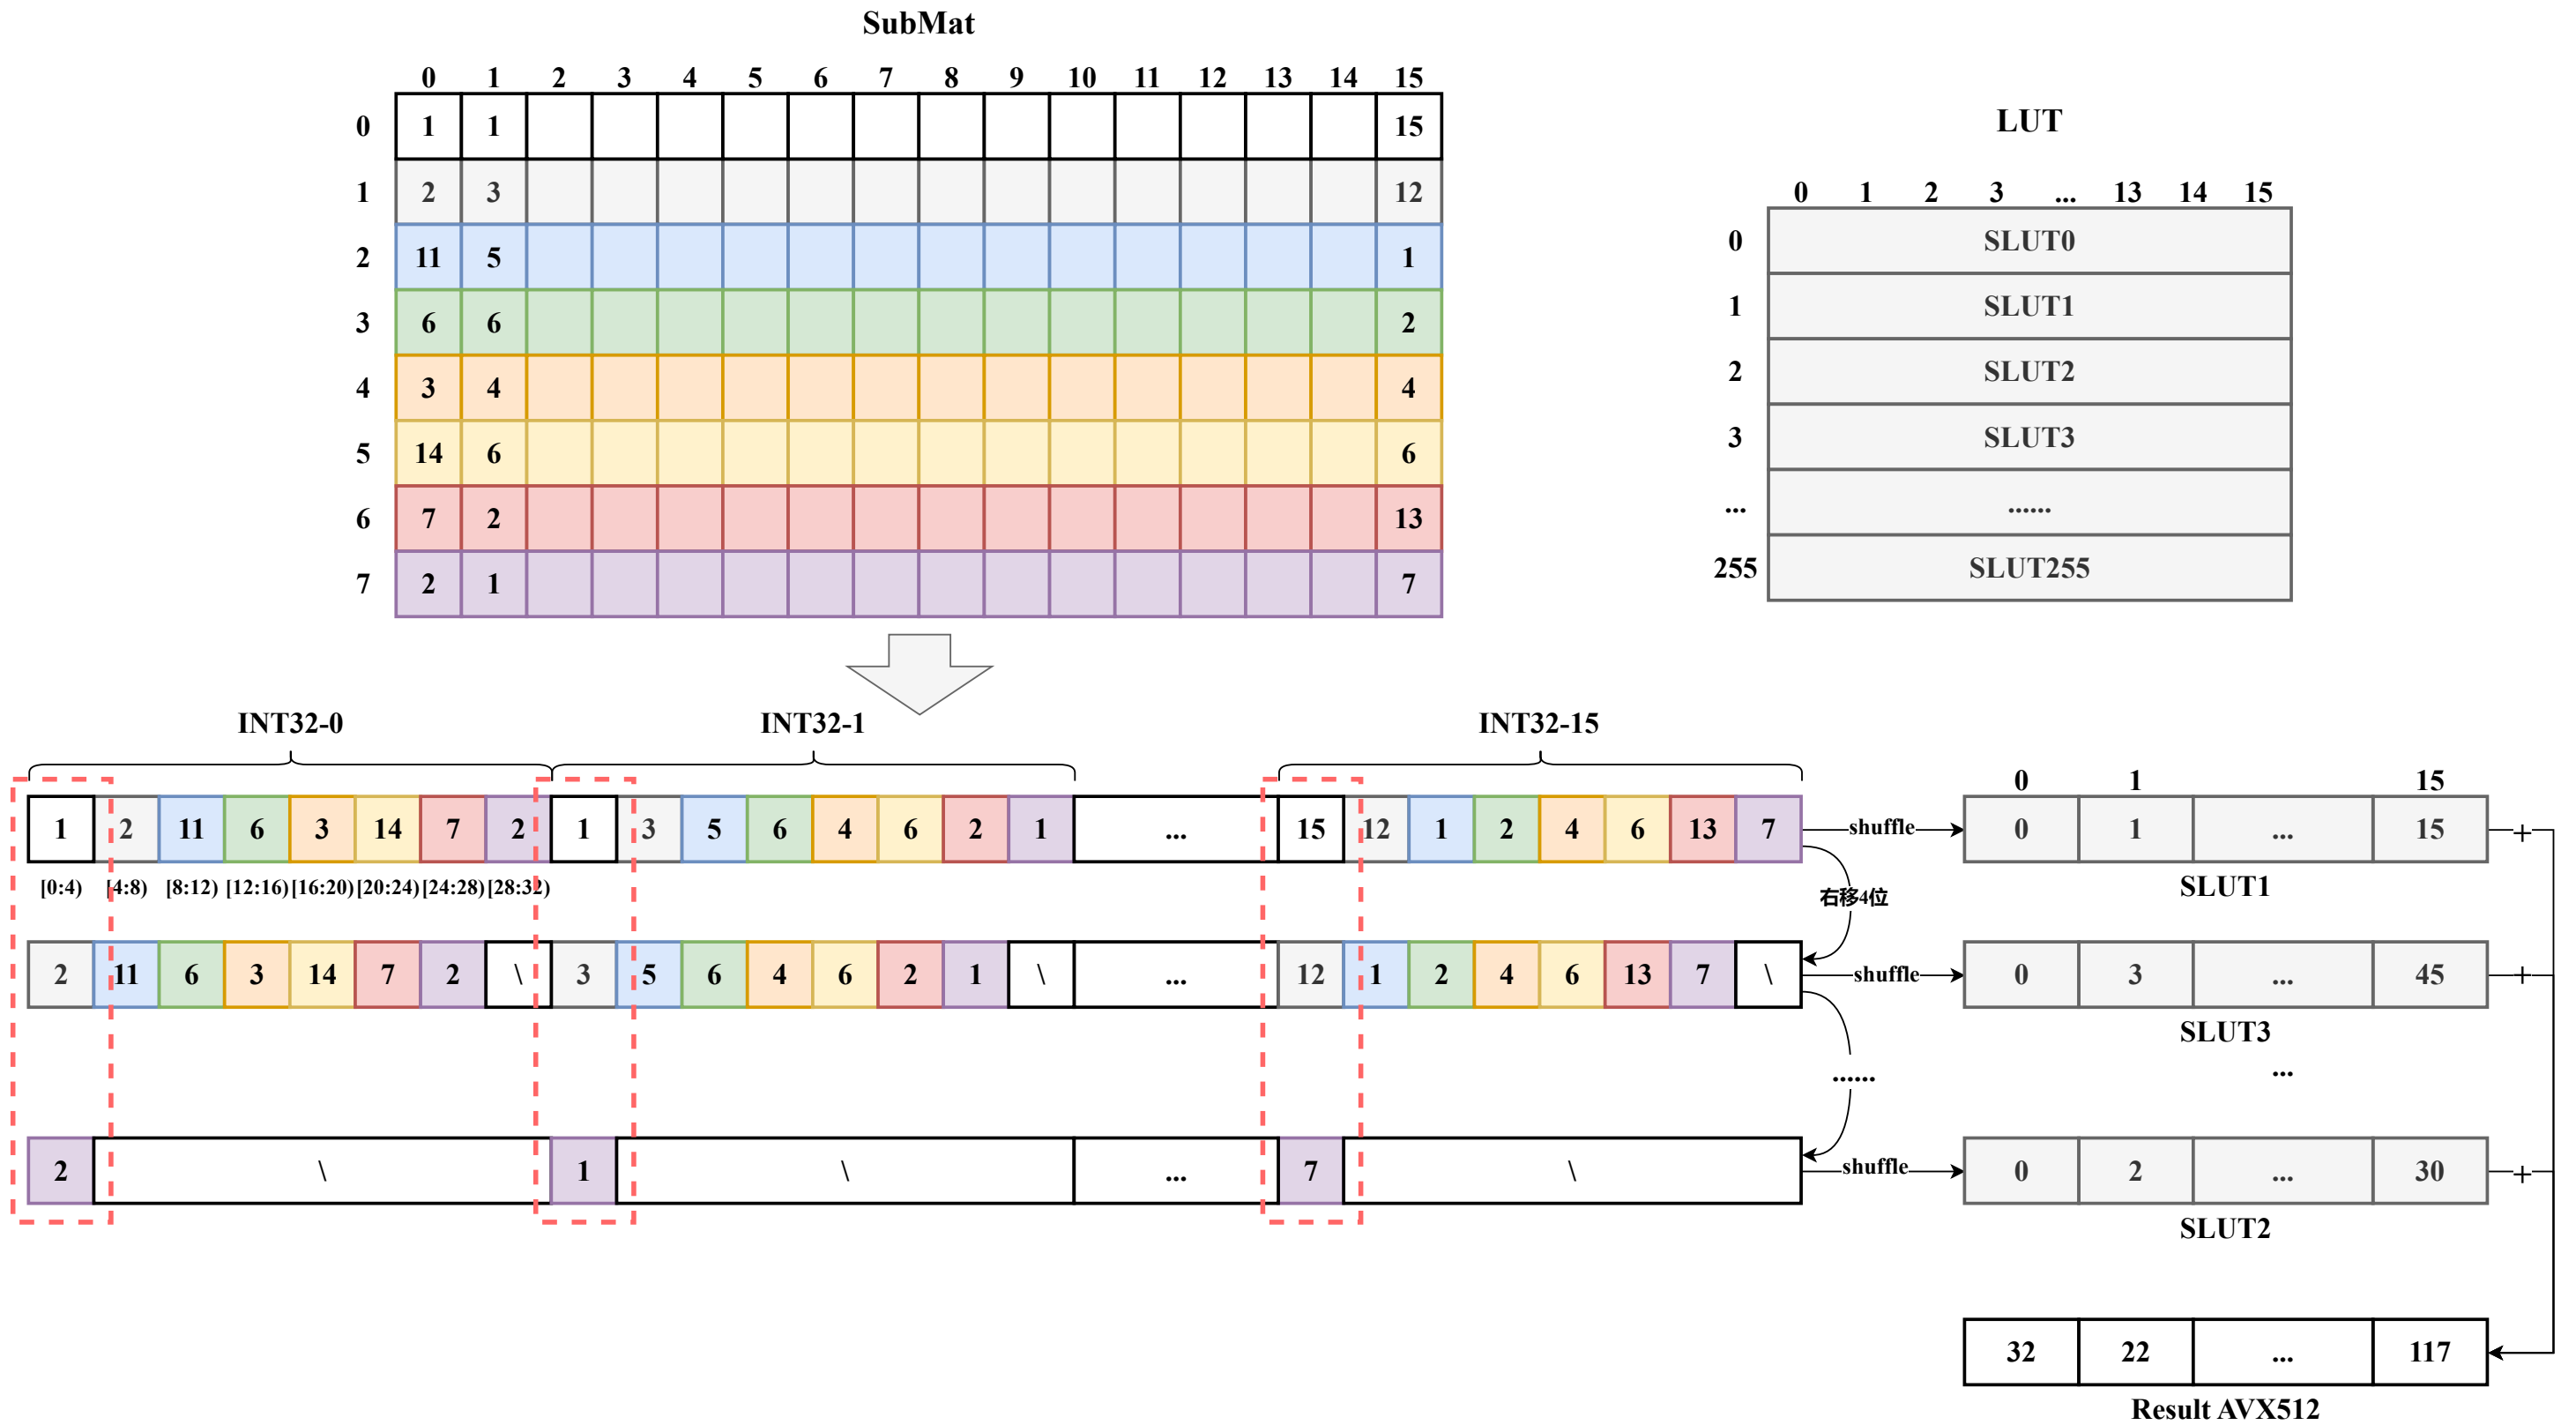 SubMat
0 1 2 3 4 5 6 7 8 9 10 11 12 13 14 15
0 1 1 15
1 2 3 12
2 11 5 1
3 6 6 2
4 3 4 4
5 14 6 6
6 7 2 13
7 2 1 7
LUT
0 1 2 3 ... 13 14 15
0 SLUT0
1 SLUT1
2 SLUT2
3 SLUT3
... ......
255 SLUT255
INT32-0 INT32-1 INT32-15
1 2 11 6 3 14 7 2 1 3 5 6 4 6 2 1 ... 15 12 1 2 4 6 13 7
[0:4) [4:8) [8:12) [12:16) [16:20) [20:24) [24:28) [28:32)
shuffle
0 1 15
0 1 ... 15
+
SLUT1
右移4位
2 11 6 3 14 7 2 \ 3 5 6 4 6 2 1 \ ... 12 1 2 4 6 13 7 \
shuffle
0 3 ... 45
+
SLUT3
......
...
2 \ 1 \ ... 7 \
shuffle
0 2 ... 30
+
SLUT2
32 22 ... 117
Result AVX512